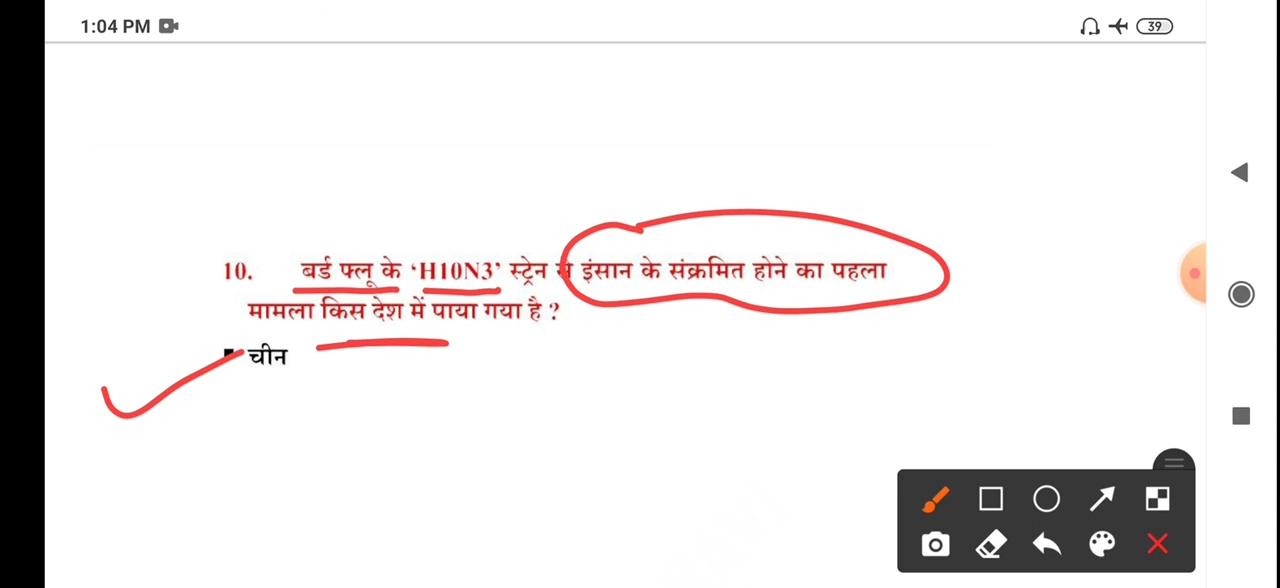 1:04 PM
39
10. बर्ड फ्लू के ‘H10N3’ स्ट्रेन से इंसान के संक्रमित होने का पहला
मामला किस देश में पाया गया है ?
चीन